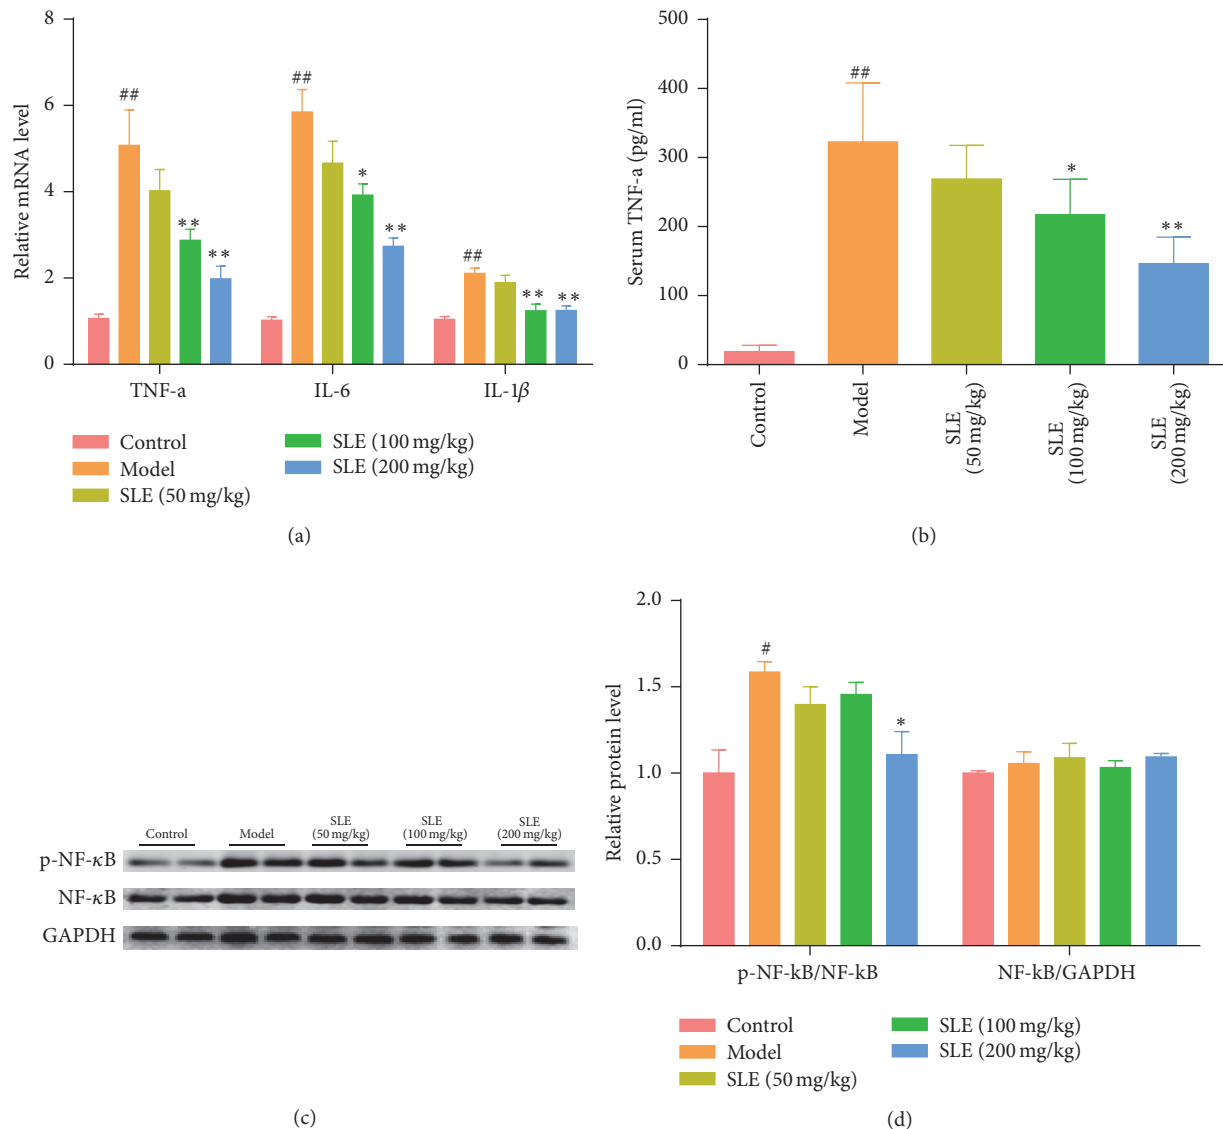 8
6
4
2
0
Relative mRNA level
##
**
**
##
*
**
##
**
**
TNF-a
IL-6
IL-1β
Control
Model
SLE (50 mg/kg)
SLE (100 mg/kg)
SLE (200 mg/kg)
(a)
500
400
300
200
100
0
Serum TNF-a (pg/ml)
##
*
**
Control
Model
SLE
(50 mg/kg)
SLE
(100 mg/kg)
SLE
(200 mg/kg)
(b)
Control
Model
SLE
(50 mg/kg)
SLE
(100 mg/kg)
SLE
(200 mg/kg)
p-NF-κB
NF-κB
GAPDH
(c)
2.0
1.5
1.0
0.5
0.0
Relative protein level
#
*
p-NF-kB/NF-kB
NF-kB/GAPDH
Control
Model
SLE (50 mg/kg)
SLE (100 mg/kg)
SLE (200 mg/kg)
(d)